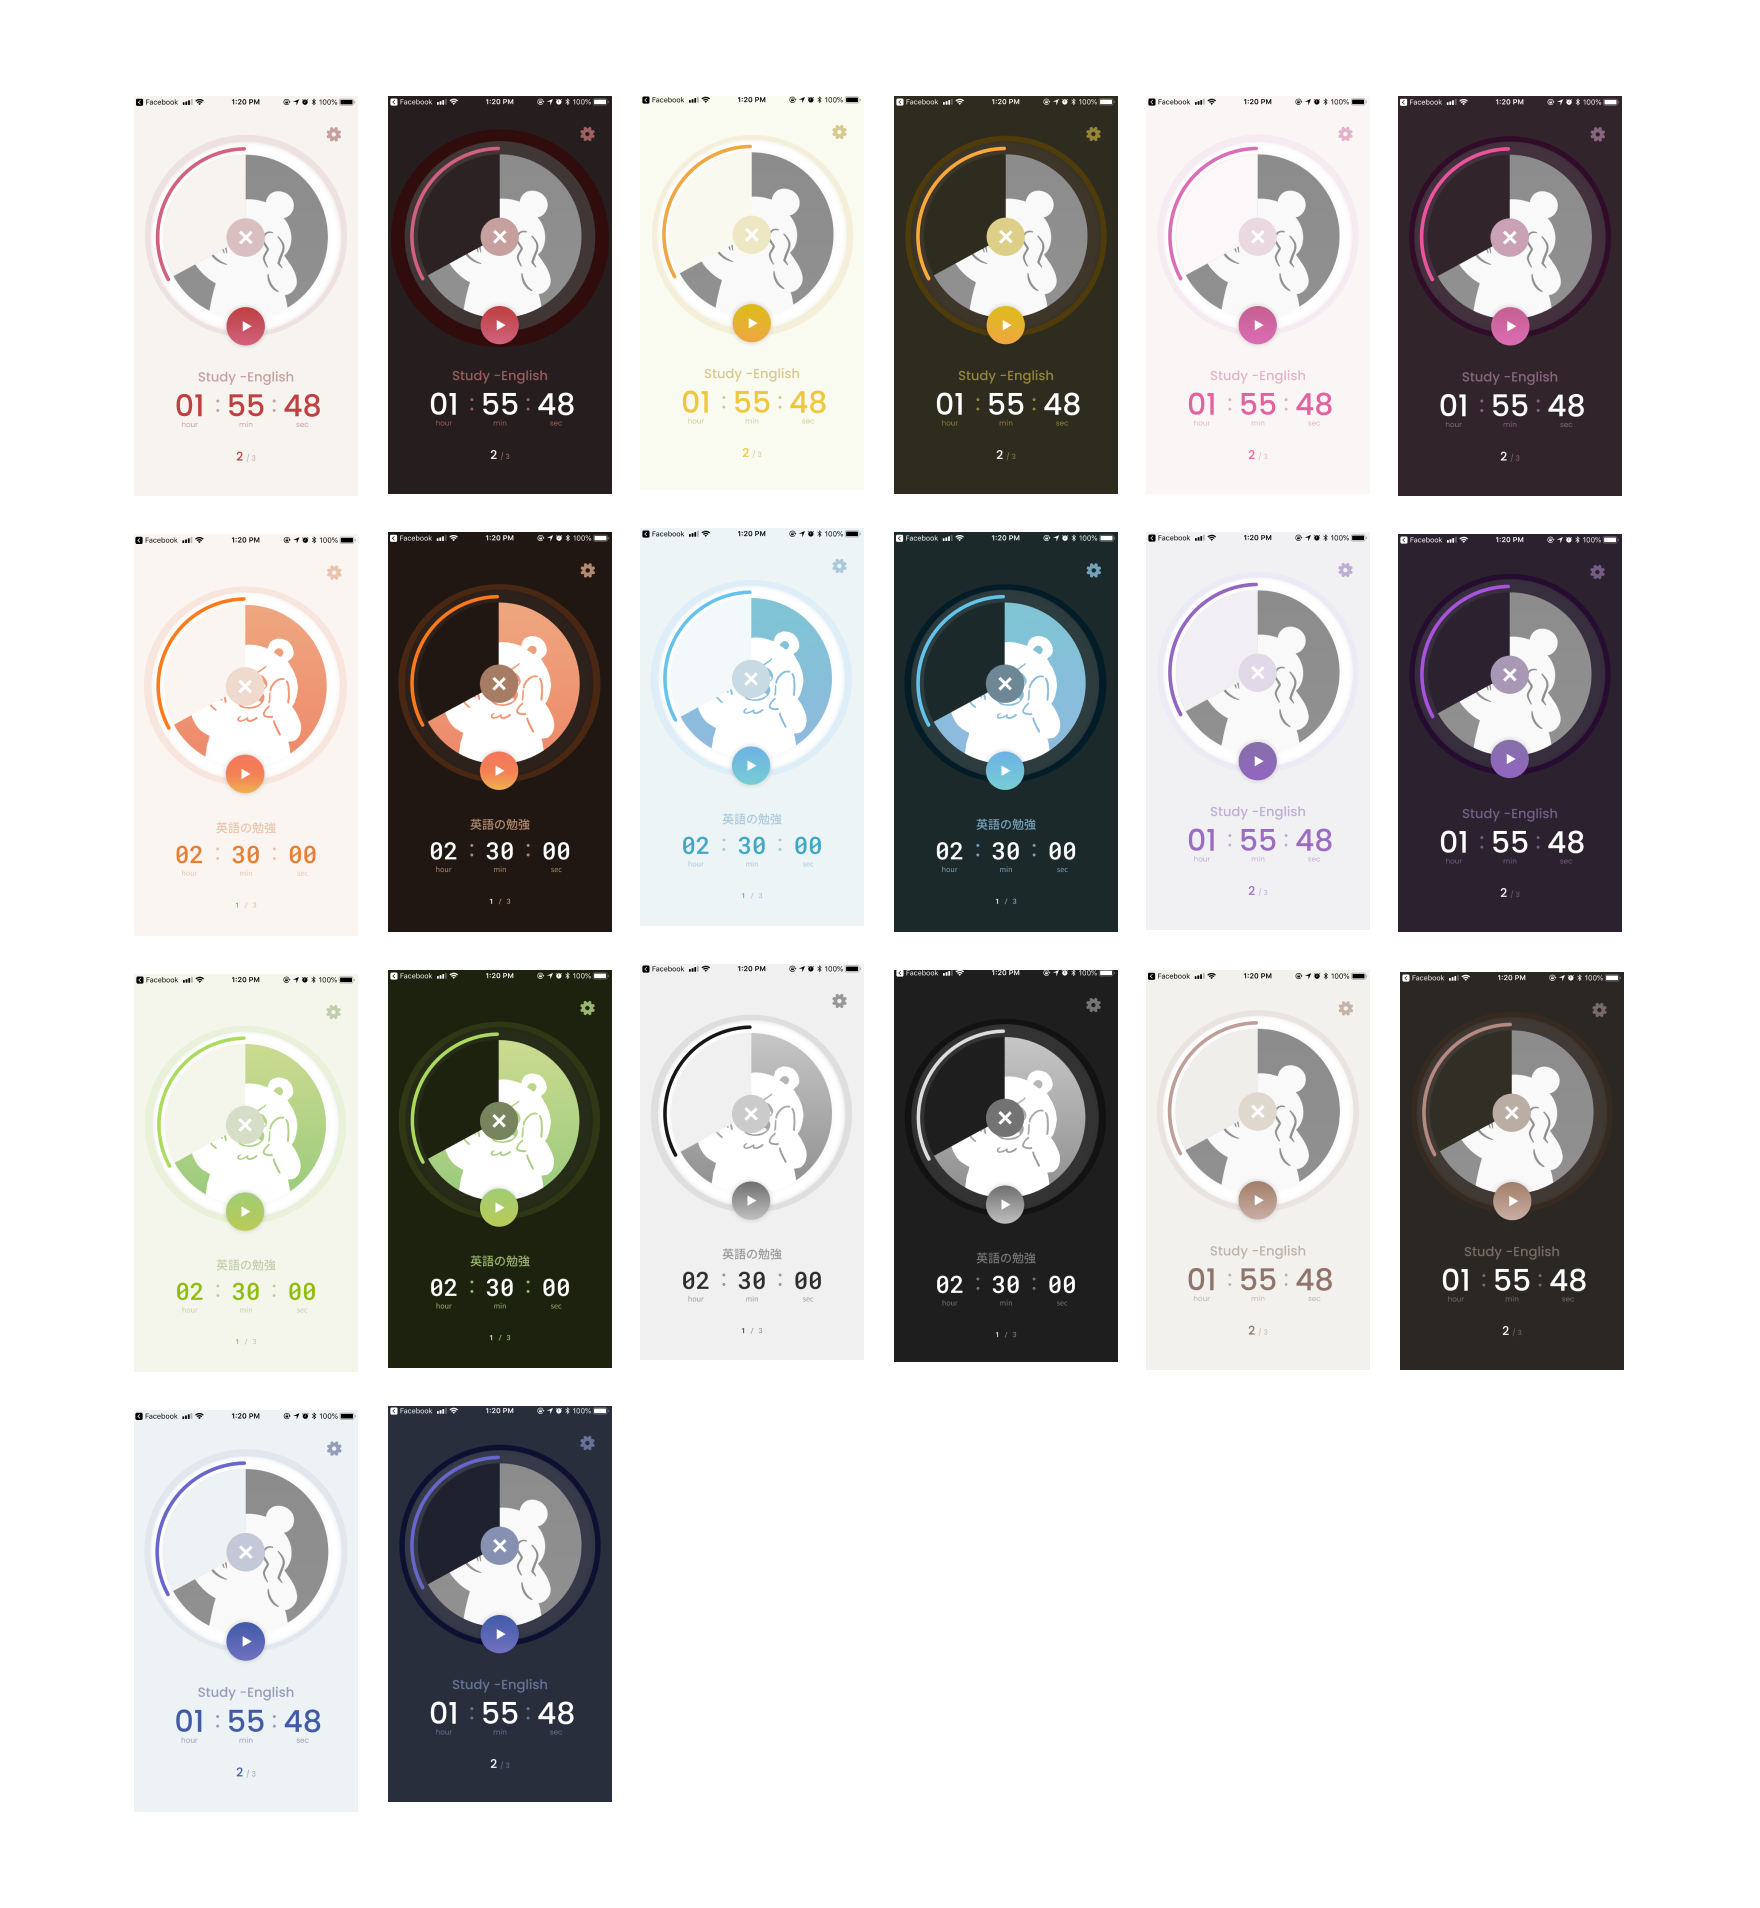 Facebook 1:20 PM 100%
Study -English
01 : 55 : 48
hour min sec
2 / 3
Facebook 1:20 PM 100%
Study -English
01 : 55 : 48
hour min sec
2 / 3
Facebook 1:20 PM 100%
Study -English
01 : 55 : 48
hour min sec
2 / 3
Facebook 1:20 PM 100%
Study -English
01 : 55 : 48
hour min sec
2 / 3
Facebook 1:20 PM 100%
Study -English
01 : 55 : 48
hour min sec
2 / 3
Facebook 1:20 PM 100%
Study -English
01 : 55 : 48
hour min sec
2 / 3
Facebook 1:20 PM 100%
英語の勉強
02 : 30 : 00
hour min sec
1 / 3
Facebook 1:20 PM 100%
英語の勉強
02 : 30 : 00
hour min sec
1 / 3
Facebook 1:20 PM 100%
英語の勉強
02 : 30 : 00
hour min sec
1 / 3
Facebook 1:20 PM 100%
英語の勉強
02 : 30 : 00
hour min sec
1 / 3
Facebook 1:20 PM 100%
Study -English
01 : 55 : 48
hour min sec
2 / 3
Facebook 1:20 PM 100%
Study -English
01 : 55 : 48
hour min sec
2 / 3
Facebook 1:20 PM 100%
英語の勉強
02 : 30 : 00
hour min sec
1 / 3
Facebook 1:20 PM 100%
英語の勉強
02 : 30 : 00
hour min sec
1 / 3
Facebook 1:20 PM 100%
英語の勉強
02 : 30 : 00
hour min sec
1 / 3
Facebook 1:20 PM 100%
英語の勉強
02 : 30 : 00
hour min sec
1 / 3
Facebook 1:20 PM 100%
Study -English
01 : 55 : 48
hour min sec
2 / 3
Facebook 1:20 PM 100%
Study -English
01 : 55 : 48
hour min sec
2 / 3
Facebook 1:20 PM 100%
Study -English
01 : 55 : 48
hour min sec
2 / 3
Facebook 1:20 PM 100%
Study -English
01 : 55 : 48
hour min sec
2 / 3